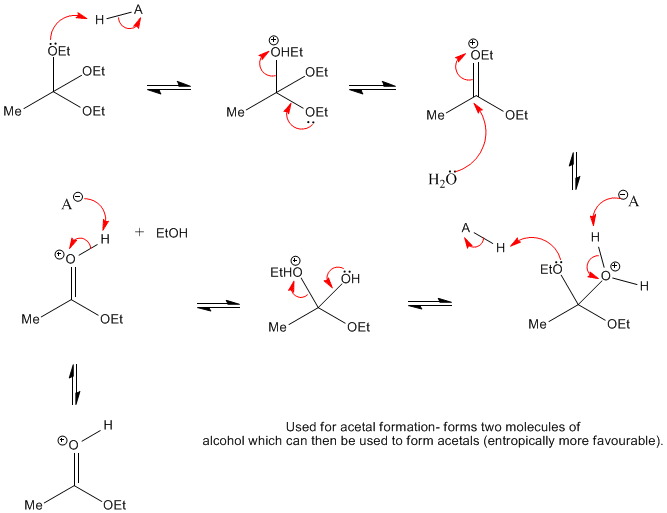 H
A
OEt
OEt
Me
OEt
⊕
OHEt
OEt
Me
OEt
⊕
OEt
Me
OEt
H₂O
A⊖
H
⊕
O
Me
OEt
+ EtOH
⊕
EtHO
OH
Me
OEt
A
H
⊖A
H
EtO
⊕
O
H
Me
OEt
H
⊕
O
Me
OEt
Used for acetal formation- forms two molecules of
alcohol which can then be used to form acetals (entropically more favourable).